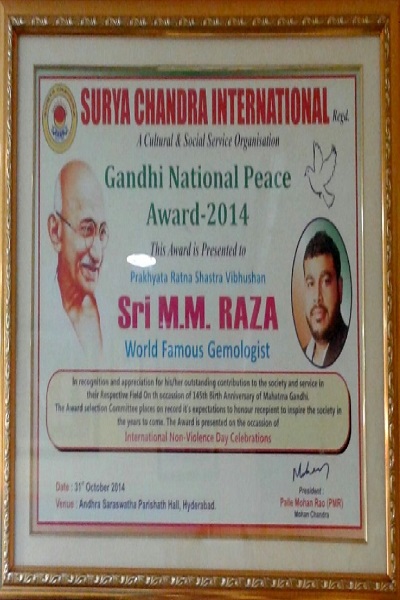 SURYA CHANDRA INTERNATIONAL Regd.
A Cultural & Social Service Organisation
Gandhi National Peace
Award-2014
This Award is Presented to
Prakhyata Ratna Shastra Vibhushan
Sri M.M. RAZA
World Famous Gemologist
In recognition and appreciation for his/her outstanding contribution to the society and service in
their Respective Field On th occasion of 145th Birth Anniversary of Mahatma Gandhi.
The Award selection Committee places on record it's expectations to honour recepient to inspire the society in
the years to come. The Award is presented on the occasion of
International Non-Violence Day Celebrations
Date : 31st October 2014
Venue : Andhra Saraswatha Parishath Hall, Hyderabad.
President :
Palle Mohan Rao (PMR)
Mohan Chandra